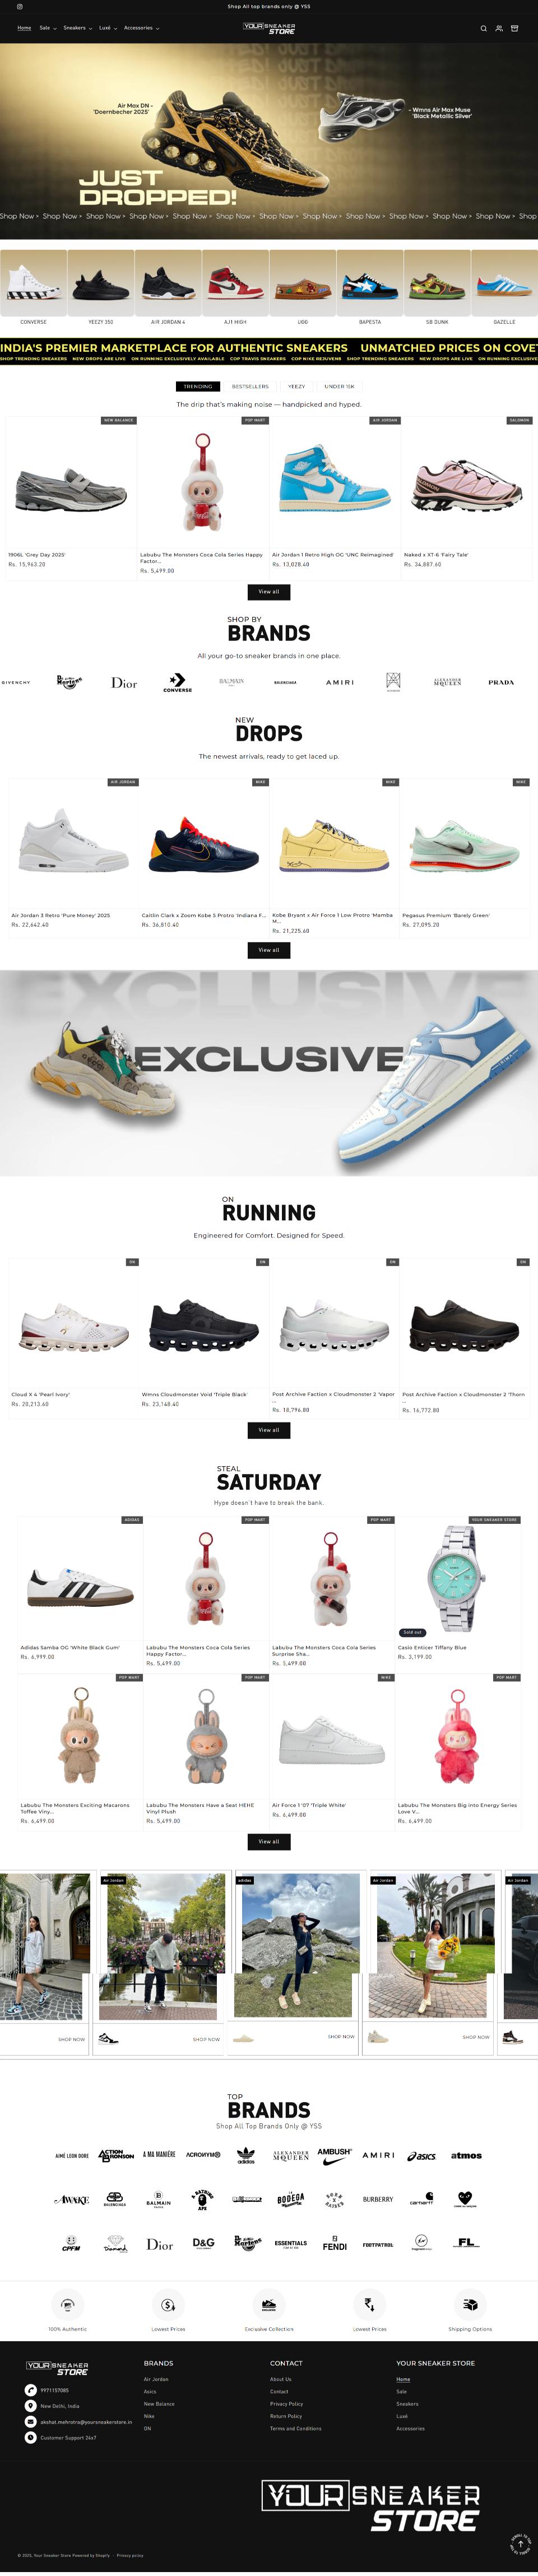 Shop All top brands only @ YSS
Home Sale Sneakers Luxé Accessories
YOUR SNEAKER STORE
Air Max DN -
'Doernbecher 2025'
- Wmns Air Max Muse
'Black Metallic Silver'
JUST
DROPPED!
Shop Now > Shop Now > Shop Now > Shop Now > Shop Now > Shop Now > Shop Now > Shop Now > Shop Now > Shop Now > Shop Now > Shop Now > Shop
CONVERSE YEEZY 350 AIR JORDAN 4 AJ1 HIGH UGG BAPESTA SB DUNK GAZELLE
INDIA'S PREMIER MARKETPLACE FOR AUTHENTIC SNEAKERS UNMATCHED PRICES ON COVET
SHOP TRENDING SNEAKERS NEW DROPS ARE LIVE ON RUNNING EXCLUSIVELY AVAILABLE COP TRAVIS SNEAKERS COP NIKE REJUVEN8 SHOP TRENDING SNEAKERS NEW DROPS ARE LIVE ON RUNNING EXCLUSIVE
TRENDING BESTSELLERS YEEZY UNDER 15K
The drip that's making noise — handpicked and hyped.
NEW BALANCE POP MART AIR JORDAN SALOMON
1906L 'Grey Day 2025'
Rs. 15,963.20
Labubu The Monsters Coca Cola Series Happy
Factor...
Rs. 5,499.00
Air Jordan 1 Retro High OG 'UNC Reimagined'
Rs. 13,028.40
Naked x XT-6 'Fairy Tale'
Rs. 34,887.60
View all
SHOP BY
BRANDS
All your go-to sneaker brands in one place.
GIVENCHY Dr. Martens Dior CONVERSE BALMAIN BALENCIAGA AMIRI ALEXANDER MQUEEN PRADA
NEW
DROPS
The newest arrivals, ready to get laced up.
AIR JORDAN NIKE NIKE NIKE
Air Jordan 3 Retro 'Pure Money' 2025
Rs. 22,642.40
Caitlin Clark x Zoom Kobe 5 Protro 'Indiana F...
Rs. 36,810.40
Kobe Bryant x Air Force 1 Low Protro 'Mamba
M...
Rs. 21,225.60
Pegasus Premium 'Barely Green'
Rs. 27,095.20
View all
EXCLUSIVE
EXCLUSIVE
ON
RUNNING
Engineered for Comfort. Designed for Speed.
ON ON ON ON
Cloud X 4 'Pearl Ivory'
Rs. 20,213.60
Wmns Cloudmonster Void 'Triple Black'
Rs. 23,148.40
Post Archive Faction x Cloudmonster 2 'Vapor
...
Rs. 18,796.80
Post Archive Faction x Cloudmonster 2 'Thorn
...
Rs. 16,772.80
View all
STEAL
SATURDAY
Hype doesn't have to break the bank.
ADIDAS POP MART POP MART YOUR SNEAKER STORE
Sold out
Adidas Samba OG 'White Black Gum'
Rs. 6,999.00
Labubu The Monsters Coca Cola Series
Happy Factor...
Rs. 5,499.00
Labubu The Monsters Coca Cola Series
Surprise Sha...
Rs. 5,499.00
Casio Enticer Tiffany Blue
Rs. 3,199.00
POP MART POP MART NIKE POP MART
Labubu The Monsters Exciting Macarons
Toffee Viny...
Rs. 6,499.00
Labubu The Monsters Have a Seat HEHE
Vinyl Plush
Rs. 5,499.00
Air Force 1 '07 'Triple White'
Rs. 6,499.00
Labubu The Monsters Big into Energy Series
Love V...
Rs. 6,499.00
View all
Air Jordan adidas Air Jordan Air Jordan
SHOP NOW SHOP NOW SHOP NOW SHOP NOW
TOP
BRANDS
Shop All Top Brands Only @ YSS
AIMÉ LEON DORE ACTION BRONSON A MA MANIÉRE ACRONYM® adidas ALEXANDER MQUEEN AMBUSH AMIRI asics atmos
AWAKE BALENCIAGA BALMAIN A BATHING APE BODEGA BORN X RAISED BURBERRY carhartt
CPFM Diamond Dior D&G Dr. Martens ESSENTIALS FENDI FOOTPATROL FL
100% Authentic Lowest Prices Exclusive Collection Lowest Prices Shipping Options
YOUR SNEAKER STORE
9971157085
New Delhi, India
akshat.mehrotra@yoursneakerstore.in
Customer Support 24x7
BRANDS
Air Jordan
Asics
New Balance
Nike
ON
CONTACT
About Us
Contact
Privacy Policy
Return Policy
Terms and Conditions
YOUR SNEAKER STORE
Home
Sale
Sneakers
Luxé
Accessories
YOUR SNEAKER
STORE
© 2025, Your Sneaker Store Powered by Shopify · Privacy policy